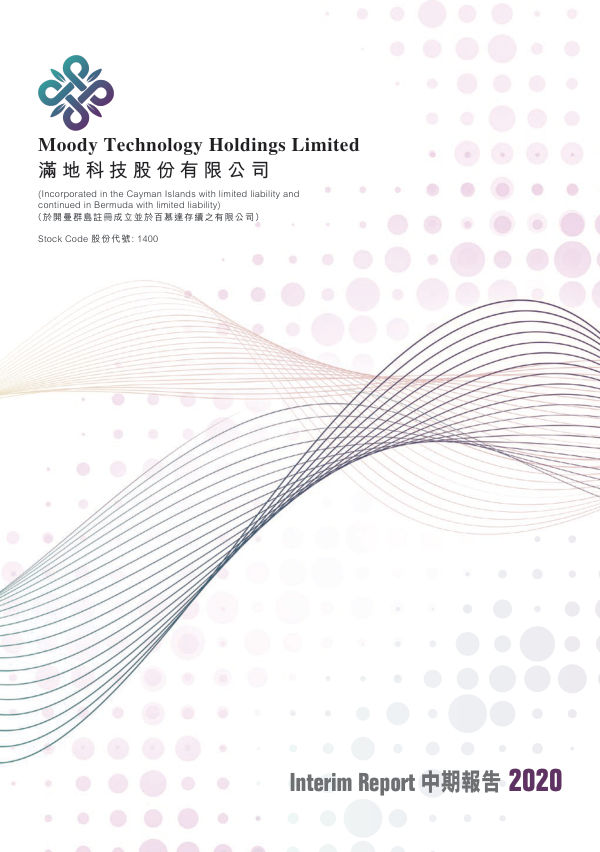 Moody Technology Holdings Limited
滿地科技股份有限公司
(Incorporated in the Cayman Islands with limited liability and
continued in Bermuda with limited liability)
(於開曼群島註冊成立並於百慕達存續之有限公司)
Stock Code 股份代號: 1400
Interim Report 中期報告 2020